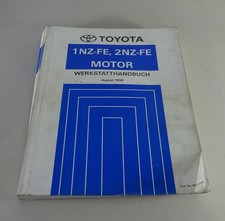 TOYOTA
1NZ-FE, 2NZ-FE
MOTOR
WERKSTATTHANDBUCH